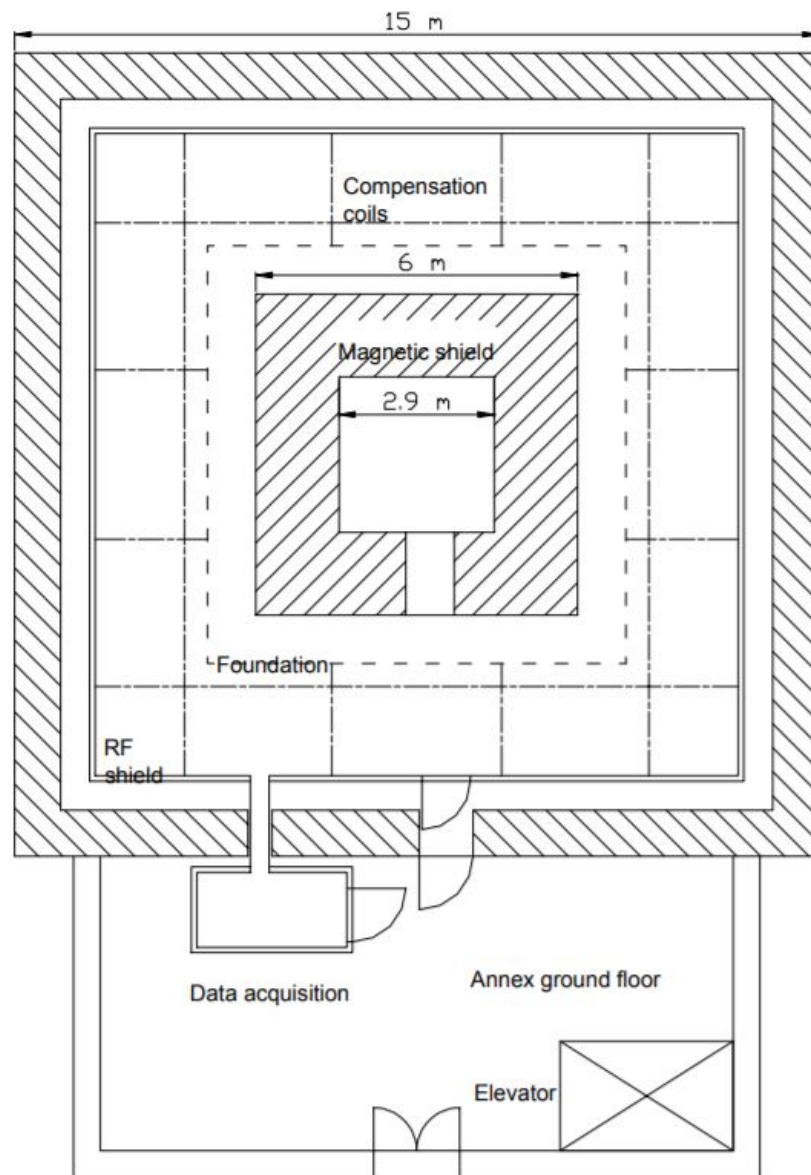 15 m
Compensation
coils
6 m
Magnetic shield
2.9 m
Foundation
RF
shield
Data acquisition
Annex ground floor
Elevator